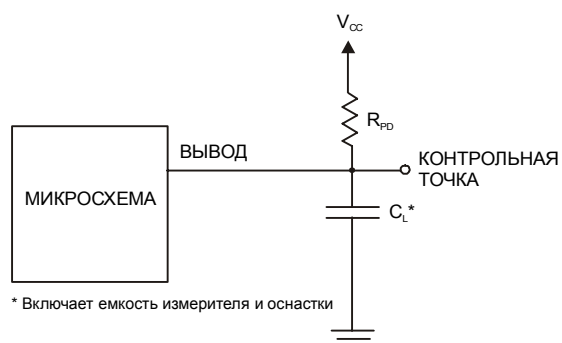 V_CC
R_PD
ВЫВОД
КОНТРОЛЬНАЯ
ТОЧКА
МИКРОСХЕМА
C_L*
* Включает емкость измерителя и оснастки